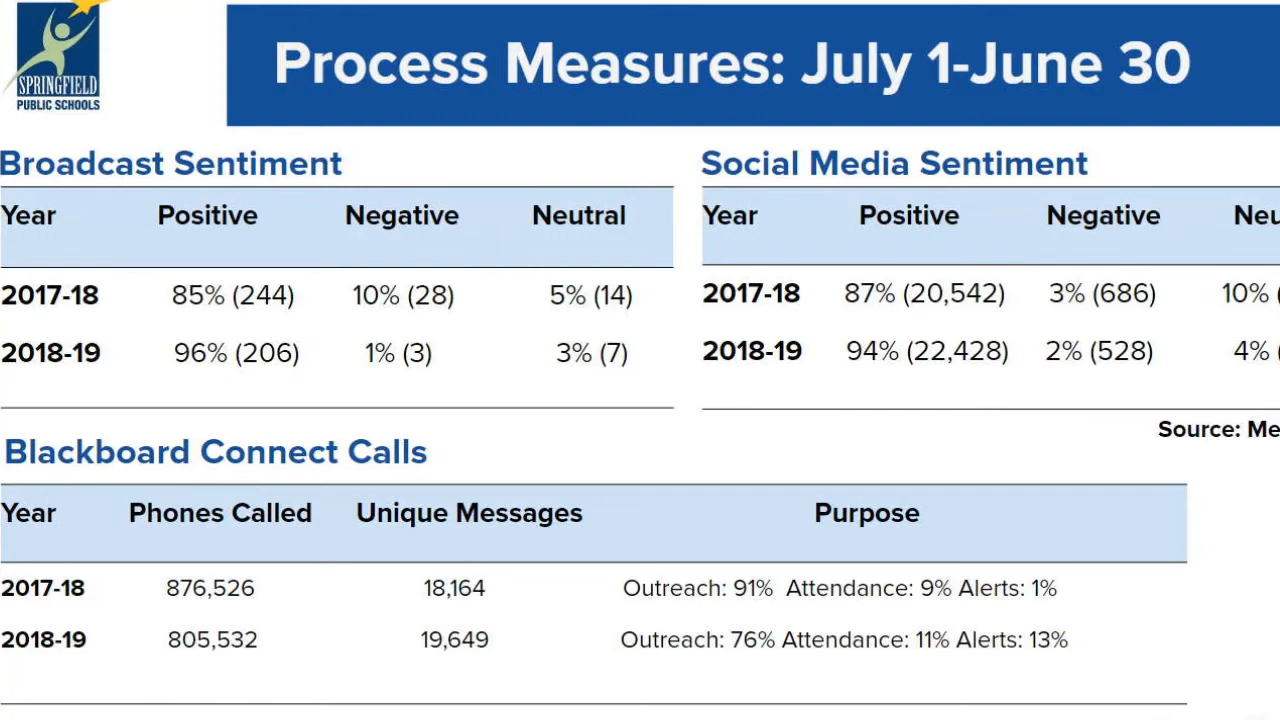 SPRINGFIELD
PUBLIC SCHOOLS
Process Measures: July 1-June 30
Broadcast Sentiment
Year Positive Negative Neutral
2017-18 85% (244) 10% (28) 5% (14)
2018-19 96% (206) 1% (3) 3% (7)
Social Media Sentiment
Year Positive Negative
2017-18 87% (20,542) 3% (686) 10%
2018-19 94% (22,428) 2% (528) 4%
Source:
Blackboard Connect Calls
Year Phones Called Unique Messages Purpose
2017-18 876,526 18,164 Outreach: 91% Attendance: 9% Alerts: 1%
2018-19 805,532 19,649 Outreach: 76% Attendance: 11% Alerts: 13%